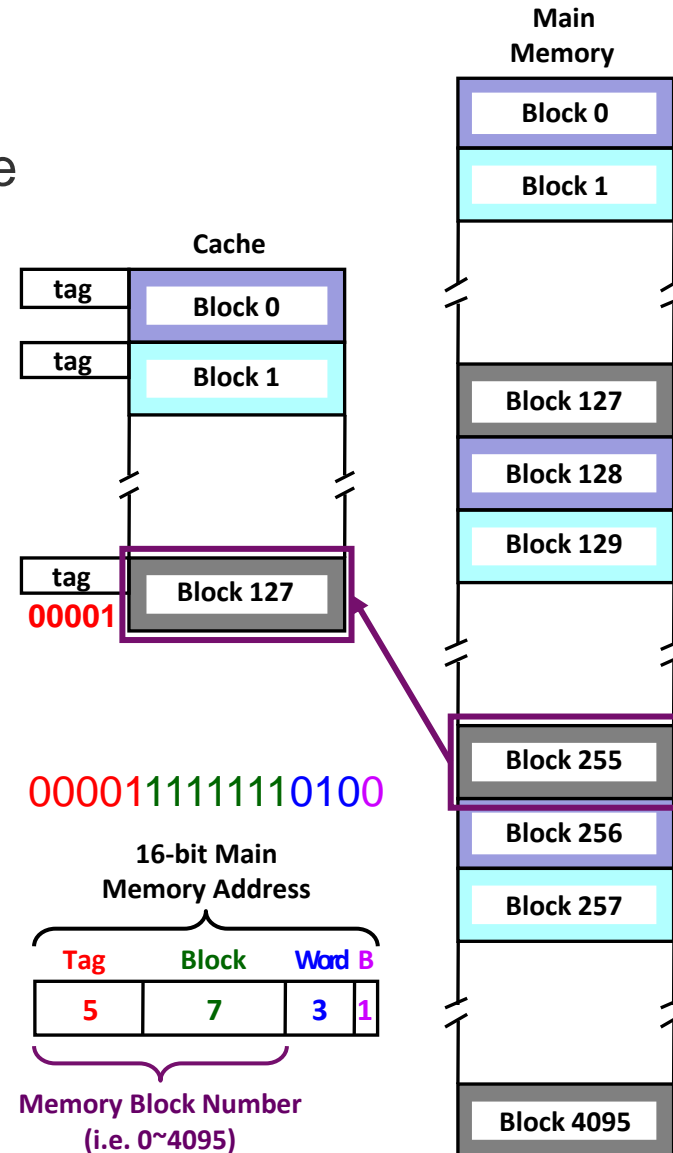 e
Cache
tag
Block 0
tag
Block 1
tag
Block 127
00001
0000111111110100
16-bit Main
Memory Address
Tag Block Word B
5 7 3 1
Memory Block Number
(i.e. 0~4095)
Main
Memory
Block 0
Block 1
Block 127
Block 128
Block 129
Block 255
Block 256
Block 257
Block 4095